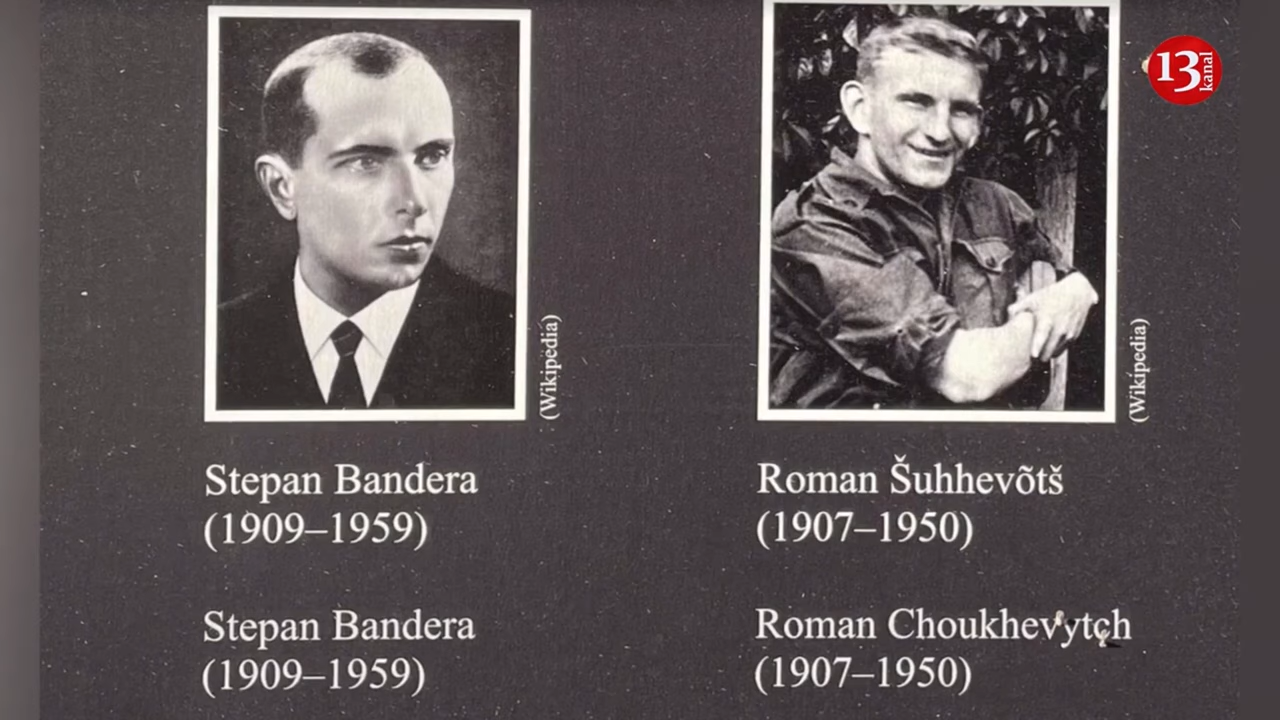 13
kanal
(Wikipedia)
(Wikipedia)
Stepan Bandera
(1909–1959)
Roman Šuhhevõtš
(1907–1950)
Stepan Bandera
(1909–1959)
Roman Choukhevytch
(1907–1950)